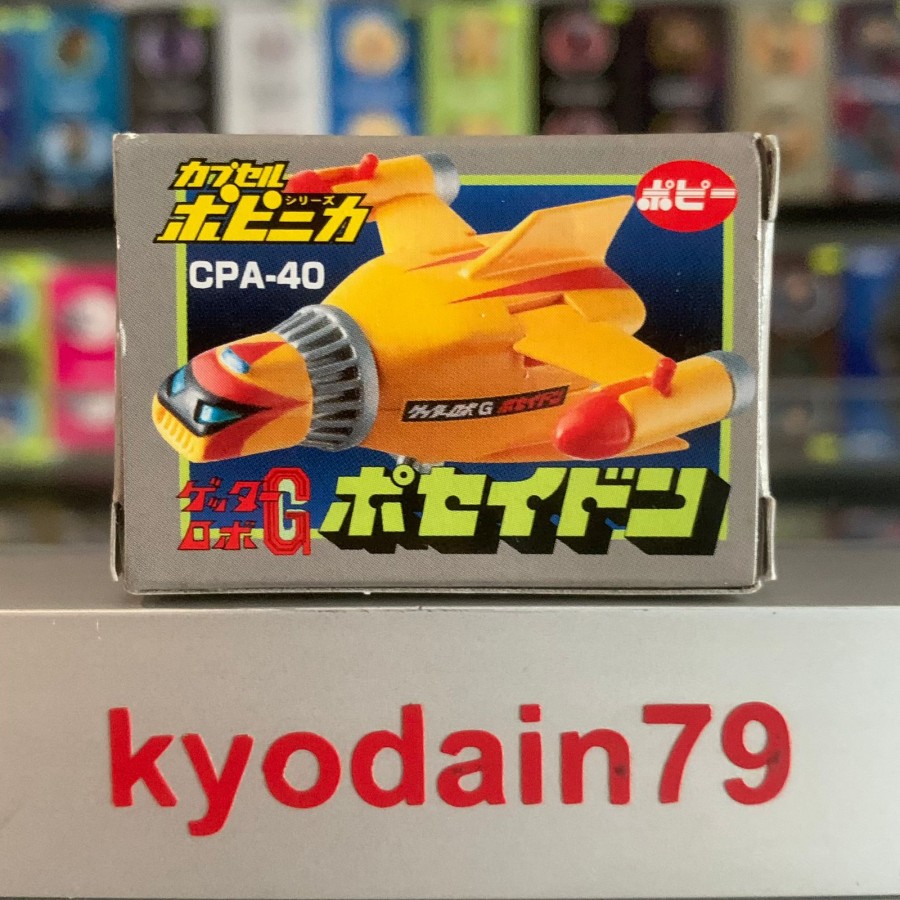 カプセル
ポピニカ
シリーズ
ポピー
CPA-40
ゲッターロボG ポセイドン
ゲッター
ロボG
ポセイドン
kyodain79